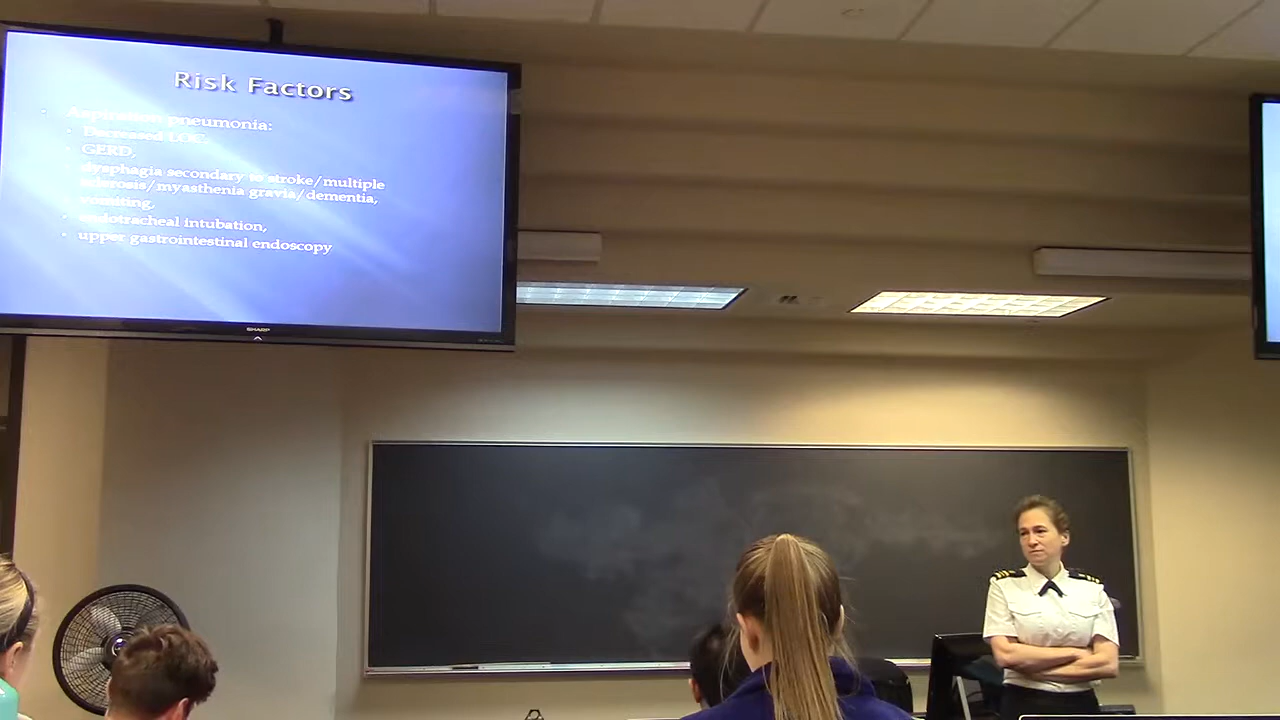 Risk Factors
Aspiration pneumonia:
Decreased LOC,
GERD,
dysphagia secondary to stroke/multiple
sclerosis/myasthenia gravia/dementia,
vomiting,
endotracheal intubation,
upper gastrointestinal endoscopy
SHARP